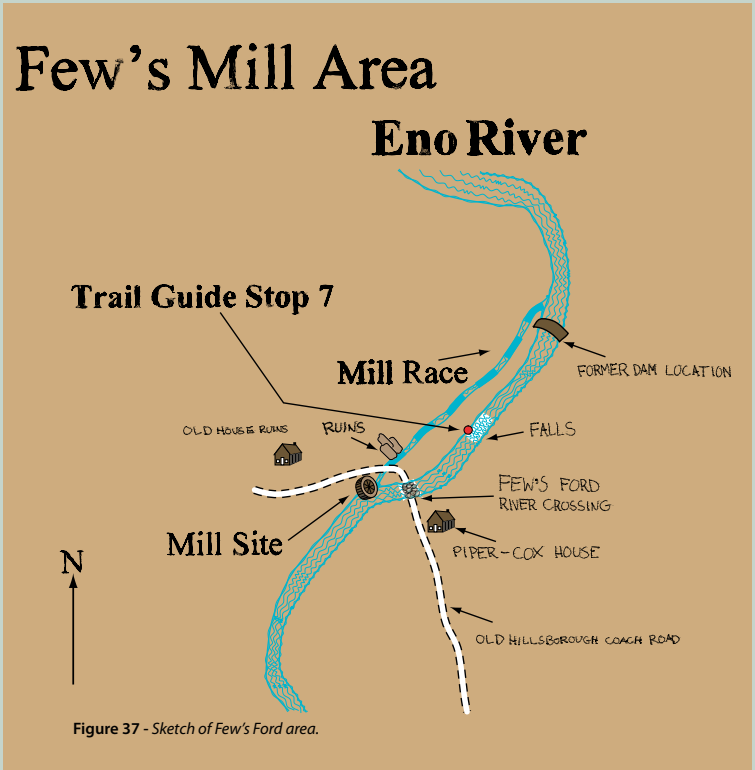 Few's Mill Area
Eno River
Trail Guide Stop 7
Mill Race
FORMER DAM LOCATION
OLD HOUSE RUINS
RUINS
FALLS
FEW'S FORD
RIVER CROSSING
Mill Site
PIPER-COX HOUSE
N
OLD HILLSBOROUGH COACH ROAD
Figure 37 - Sketch of Few's Ford area.